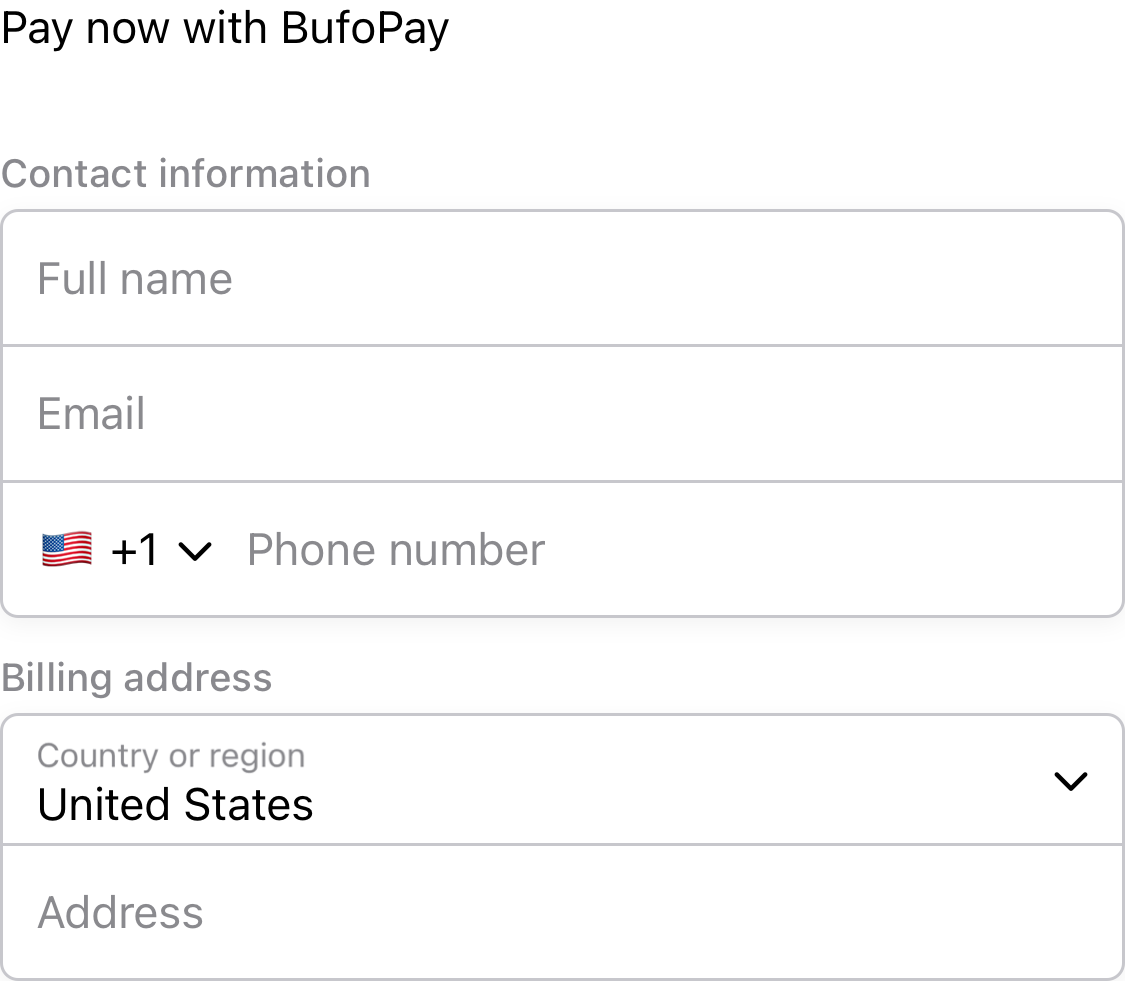 Pay now with BufoPay
Contact information
Full name
Email
+1 Phone number
Billing address
Country or region
United States
Address